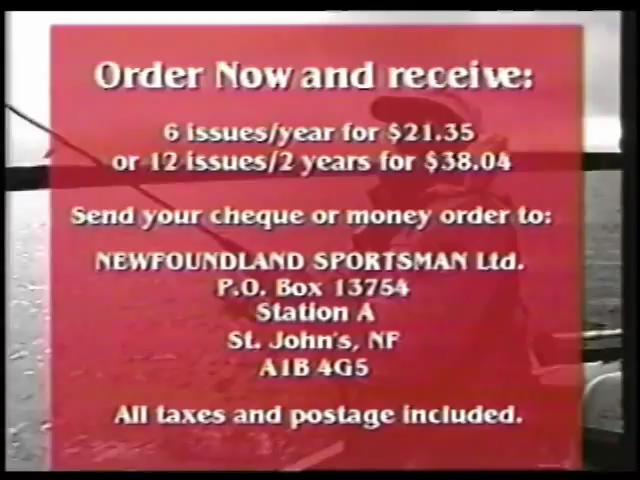 Order Now and receive:
6 issues/year for $21.35
or 12 issues/2 years for $38.04
Send your cheque or money order to:
NEWFOUNDLAND SPORTSMAN Ltd.
P.O. Box 13754
Station A
St. John's, NF
A1B 4G5
All taxes and postage included.